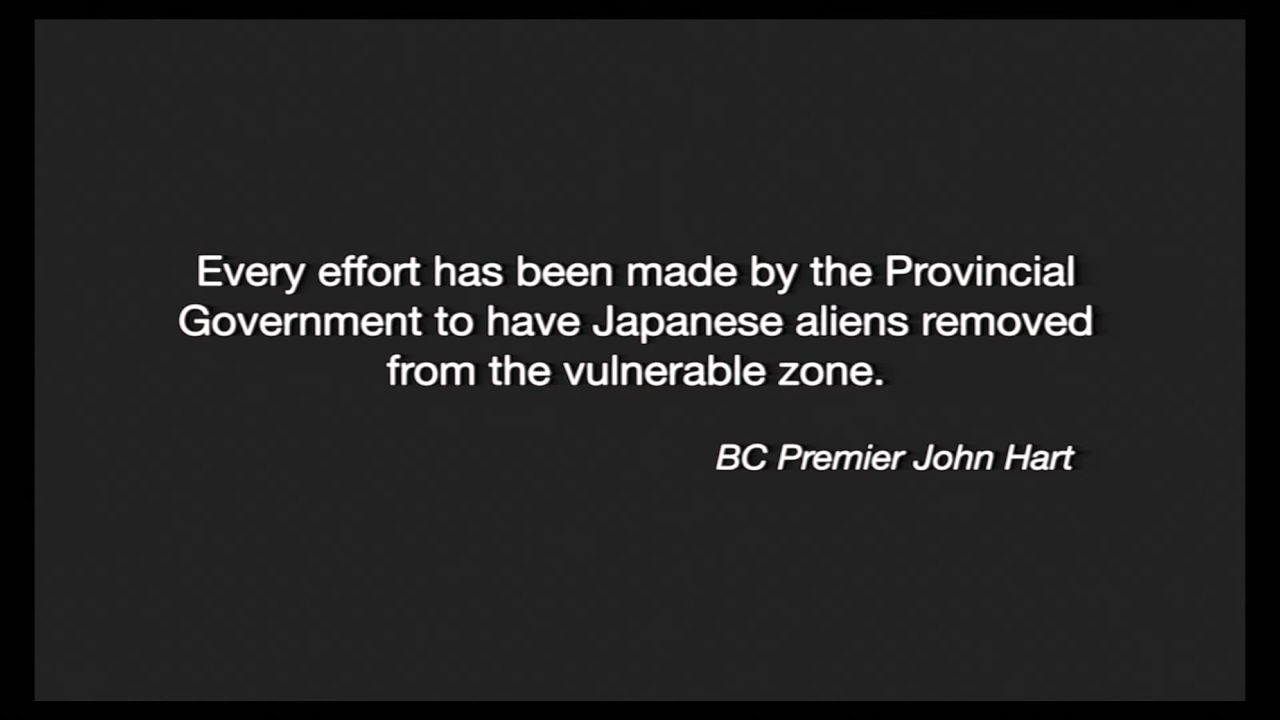 Every effort has been made by the Provincial
Government to have Japanese aliens removed
from the vulnerable zone.
BC Premier John Hart